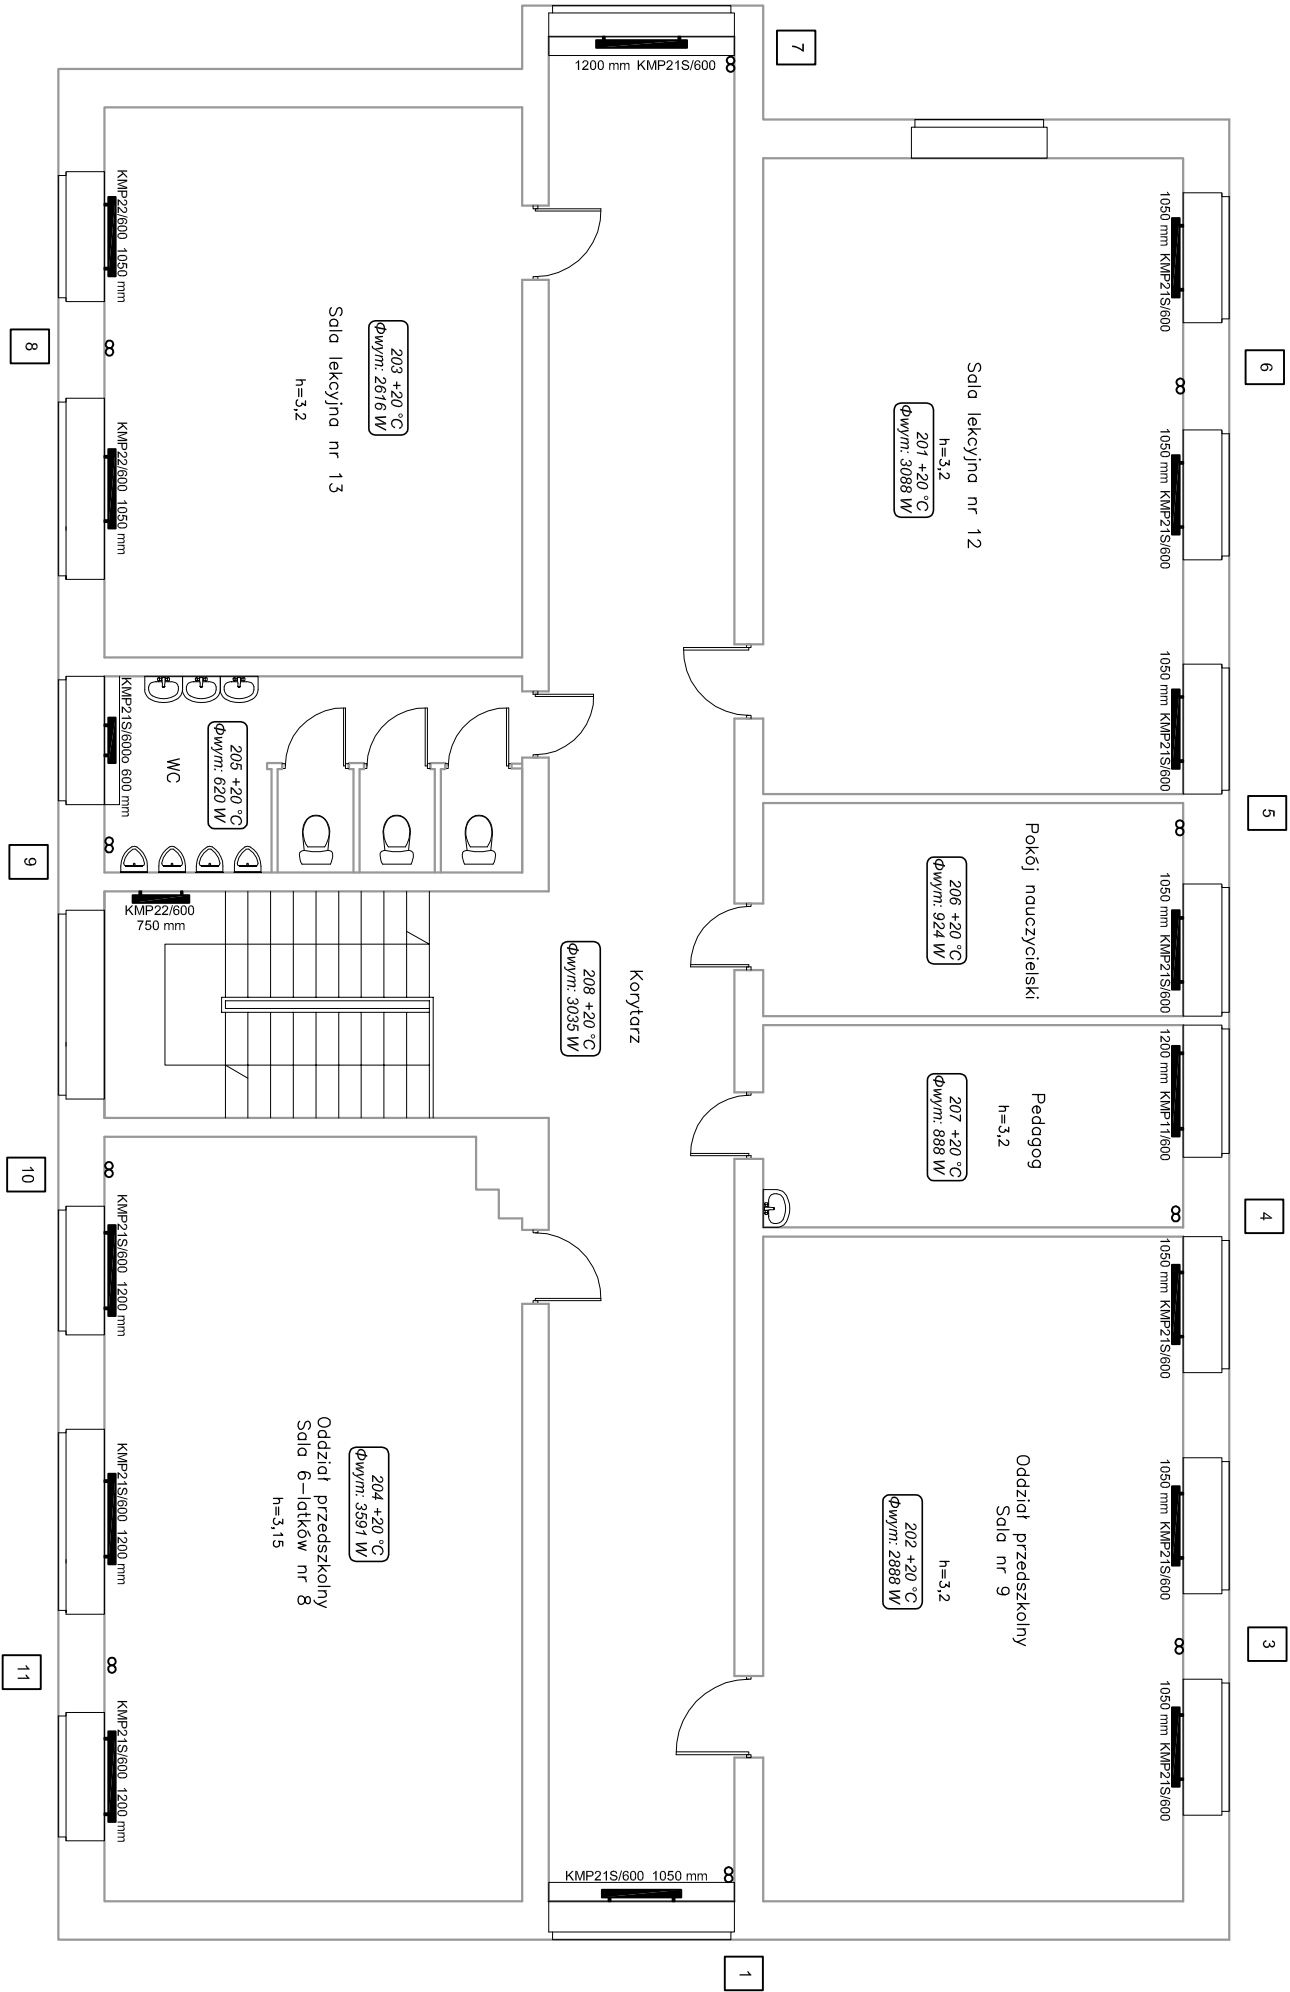 7
1200 mm KMP21S/600
KMP22/600 1050 mm
8
KMP22/600 1050 mm
203 +20 °C
Φwym: 2616 W
Sala lekcyjna nr 13
h=3,2
1050 mm KMP21S/600
6
1050 mm KMP21S/600
1050 mm KMP21S/600
Sala lekcyjna nr 12
h=3,2
201 +20 °C
Φwym: 3088 W
5
KMP21S/600o 600 mm
WC
205 +20 °C
Φwym: 620 W
9
KMP22/600
750 mm
Pokój nauczycielski
206 +20 °C
Φwym: 924 W
1050 mm KMP21S/600
Korytarz
208 +20 °C
Φwym: 3035 W
1200 mm KMP11/600
Pedagog
h=3,2
207 +20 °C
Φwym: 888 W
4
10
KMP21S/600 1200 mm
KMP21S/600 1200 mm
KMP21S/600 1200 mm
204 +20 °C
Φwym: 3591 W
Oddział przedszkolny
Sala 6-latków nr 8
h=3,15
11
1050 mm KMP21S/600
1050 mm KMP21S/600
1050 mm KMP21S/600
Oddział przedszkolny
Sala nr 9
h=3,2
202 +20 °C
Φwym: 2888 W
3
KMP21S/600 1050 mm
1